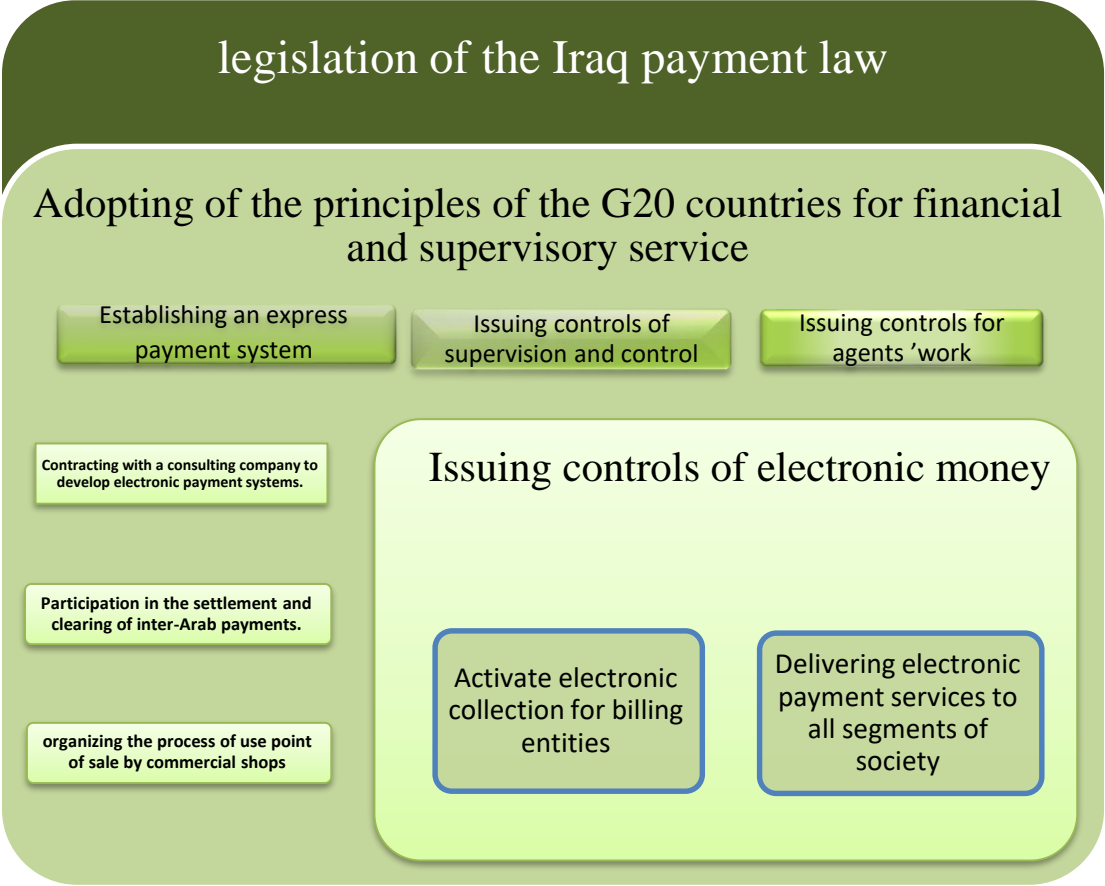 legislation of the Iraq payment law
Adopting of the principles of the G20 countries for financial
and supervisory service
Establishing an express
payment system
Issuing controls of
supervision and control
Issuing controls for
agents ’work
Contracting with a consulting company to
develop electronic payment systems.
Participation in the settlement and
clearing of inter-Arab payments.
organizing the process of use point
of sale by commercial shops
Issuing controls of electronic money
Activate electronic
collection for billing
entities
Delivering electronic
payment services to
all segments of
society